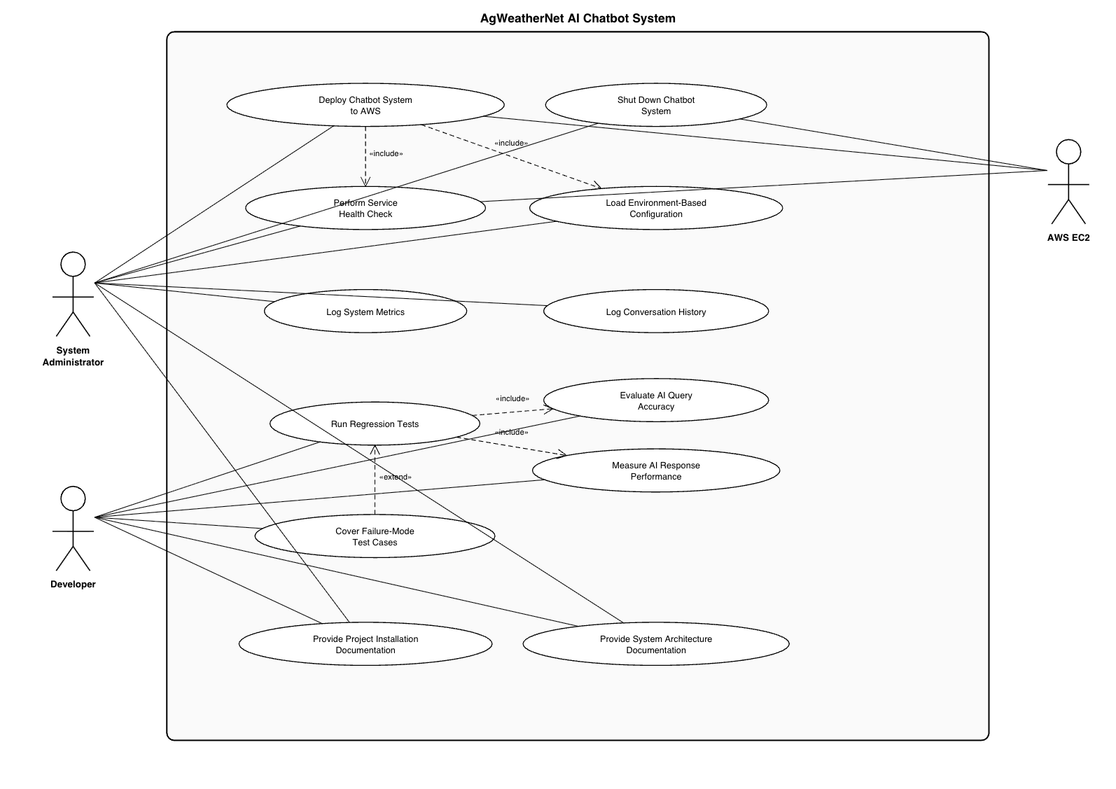 AgWeatherNet AI Chatbot System
Deploy Chatbot System
to AWS
Shut Down Chatbot
System
«include»
«include»
Perform Service
Health Check
Load Environment-Based
Configuration
AWS EC2
Log System Metrics
Log Conversation History
System
Administrator
Evaluate AI Query
Accuracy
«include»
Run Regression Tests
«include»
Measure AI Response
Performance
«extend»
Cover Failure-Mode
Test Cases
Developer
Provide Project Installation
Documentation
Provide System Architecture
Documentation